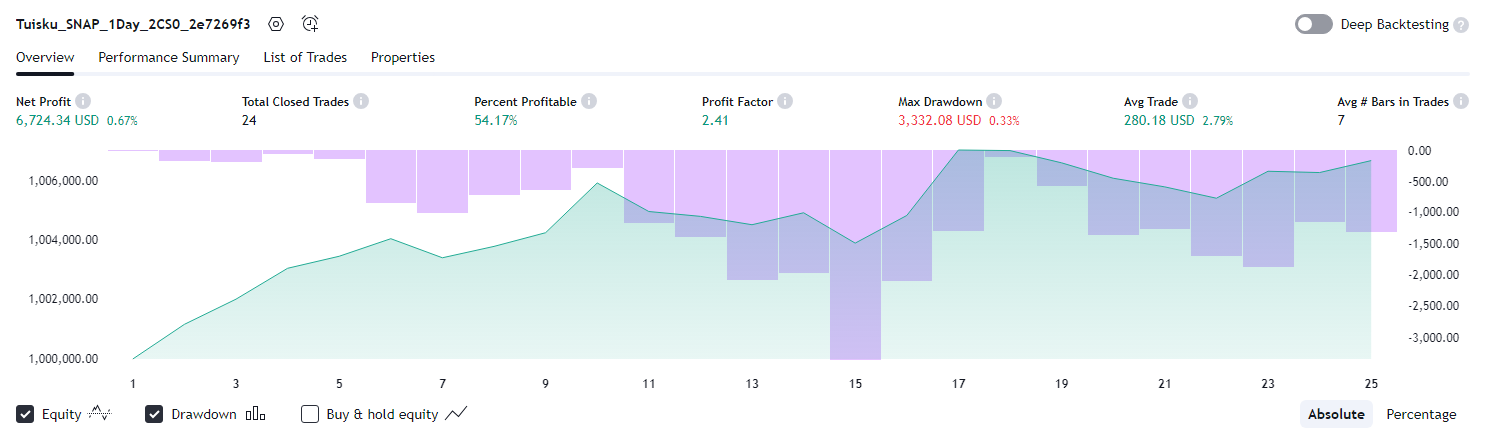 Tuisku_SNAP_1Day_2CS0_2e7269f3
Deep Backtesting ?
Overview Performance Summary List of Trades Properties
Net Profit Total Closed Trades Percent Profitable Profit Factor Max Drawdown Avg Trade Avg # Bars in Trades
6,724.34 USD 0.67% 24 54.17% 2.41 3,332.08 USD 0.33% 280.18 USD 2.79% 7
0.00
1,006,000.00 -500.00
-1,000.00
1,004,000.00 -1,500.00
-2,000.00
1,002,000.00 -2,500.00
-3,000.00
1,000,000.00
1 3 5 7 9 11 13 15 17 19 21 23 25
Equity Drawdown Buy & hold equity Absolute Percentage